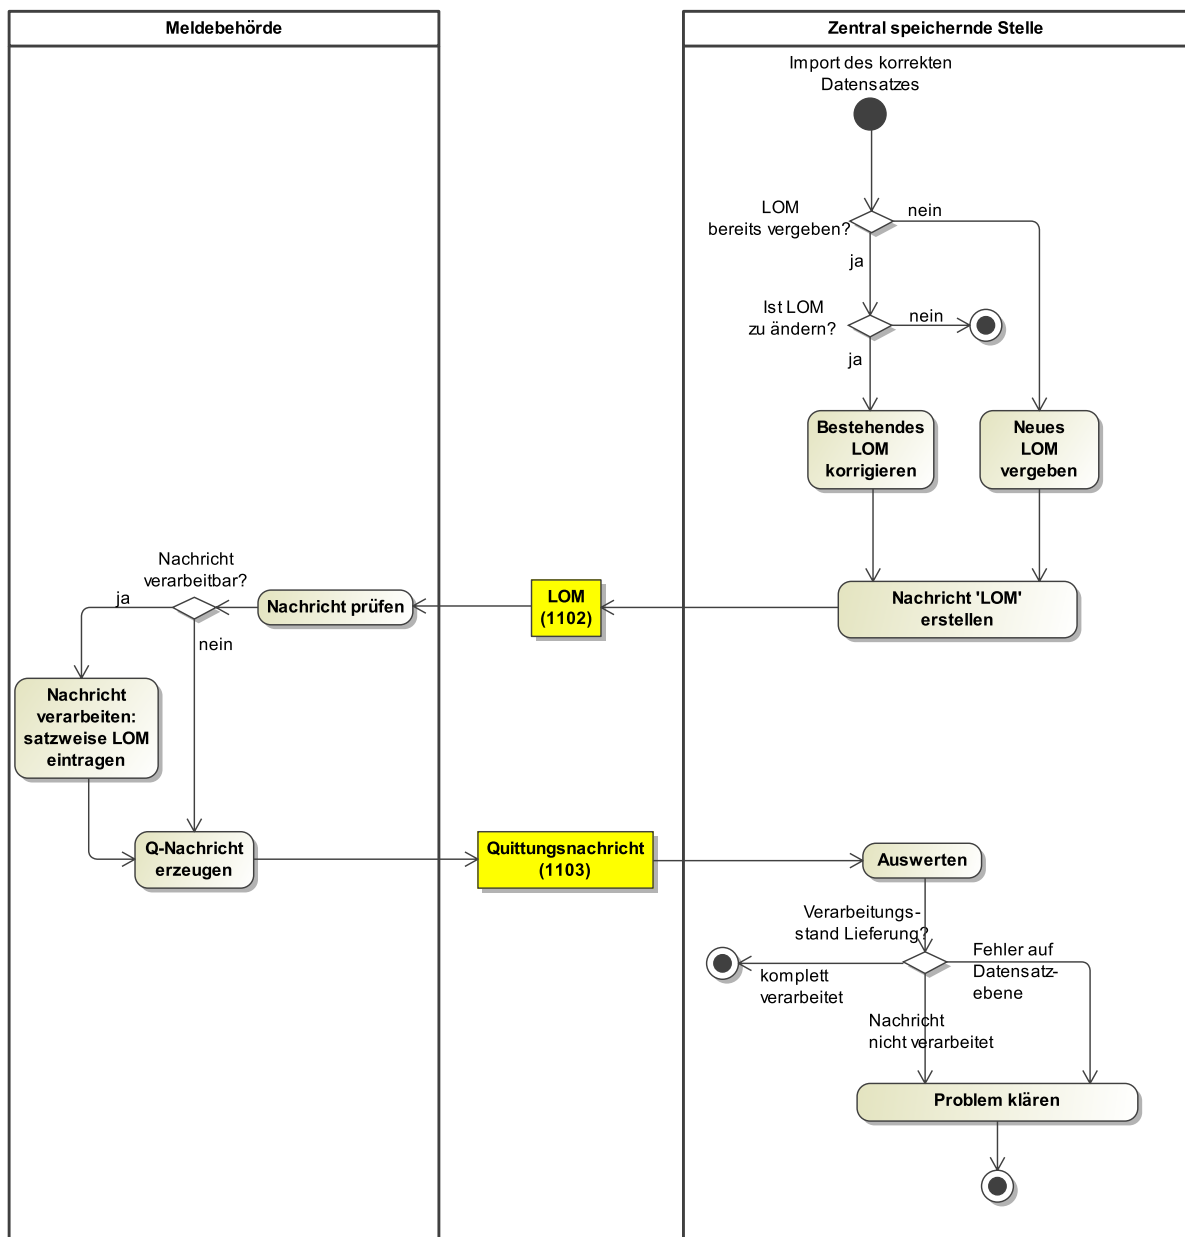 Meldebehörde
Zentral speichernde Stelle
Import des korrekten
Datensatzes
LOM
bereits vergeben?
nein
ja
Ist LOM
zu ändern?
nein
ja
Bestehendes
LOM
korrigieren
Neues
LOM
vergeben
Nachricht 'LOM'
erstellen
LOM
(1102)
Nachricht prüfen
Nachricht
verarbeitbar?
ja
nein
Nachricht
verarbeiten:
satzweise LOM
eintragen
Q-Nachricht
erzeugen
Quittungsnachricht
(1103)
Auswerten
Verarbeitungs-
stand Lieferung?
komplett
verarbeitet
Fehler auf
Datensatz-
ebene
Nachricht
nicht verarbeitet
Problem klären